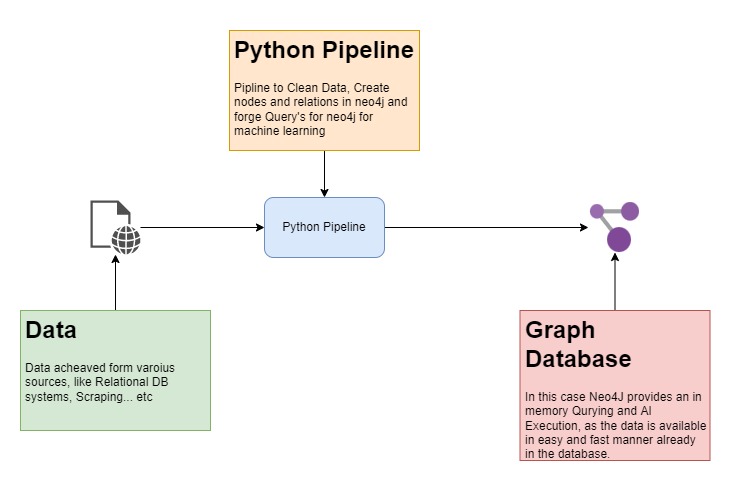 Python Pipeline
Pipline to Clean Data, Create
nodes and relations in neo4j and
forge Query's for neo4j for
machine learning
Python Pipeline
Data
Data acheaved form varoius
sources, like Relational DB
systems, Scraping... etc
Graph
Database
In this case Neo4J provides an in
memory Qurying and AI
Execution, as the data is available
in easy and fast manner already
in the database.